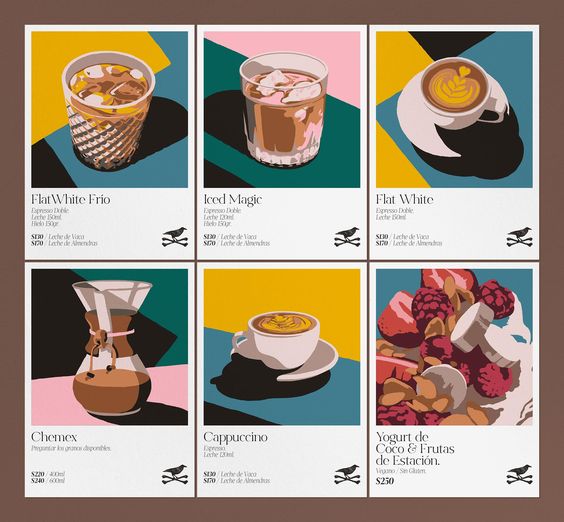 FlatWhite Frío
Espresso Doble.
Leche 150ml.
Hielo 150gr.
$130 / Leche de Vaca
$170 / Leche de Almendras
Iced Magic
Espresso Doble.
Leche 120ml.
Hielo 150gr.
$130 / Leche de Vaca
$170 / Leche de Almendras
Flat White
Espresso Doble.
Leche 150ml
$130 / Leche de Vaca
$170 / Leche de Almendras
Chemex
Preguntar los granos disponibles.
$220 / 400ml
$240 / 600ml
Cappuccino
Espresso.
Leche 120ml.
$130 / Leche de Vaca
$170 / Leche de Almendras
Yogurt de
Coco & Frutas
de Estación.
Vegano / Sin Gluten.
$250